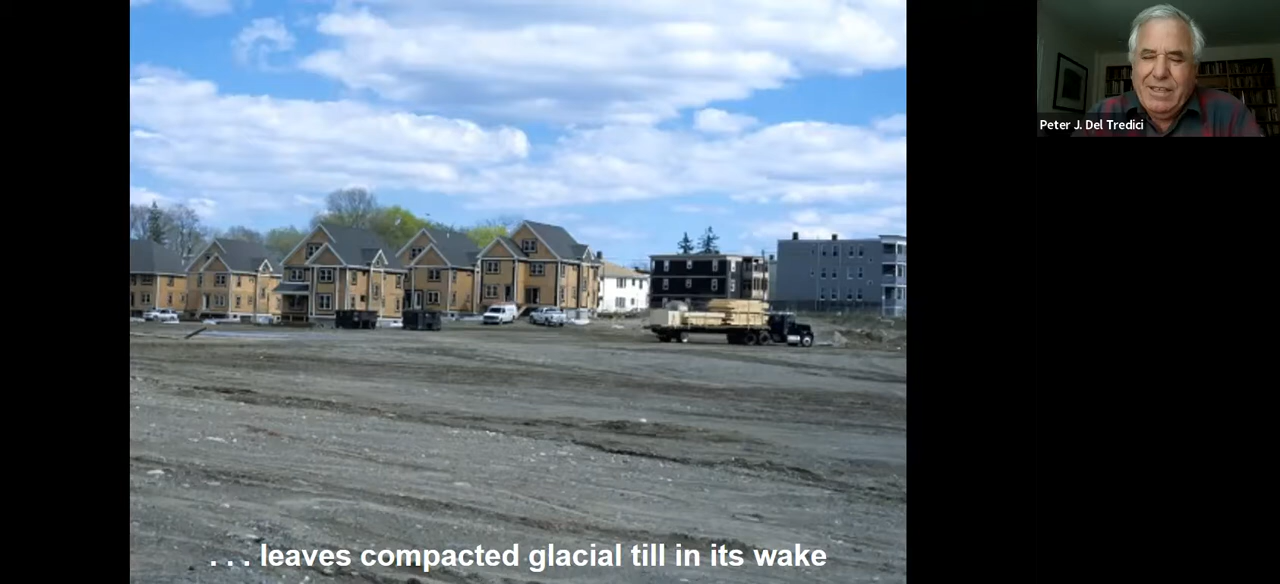 Peter J. Del Tredici
. . . leaves compacted glacial till in its wake